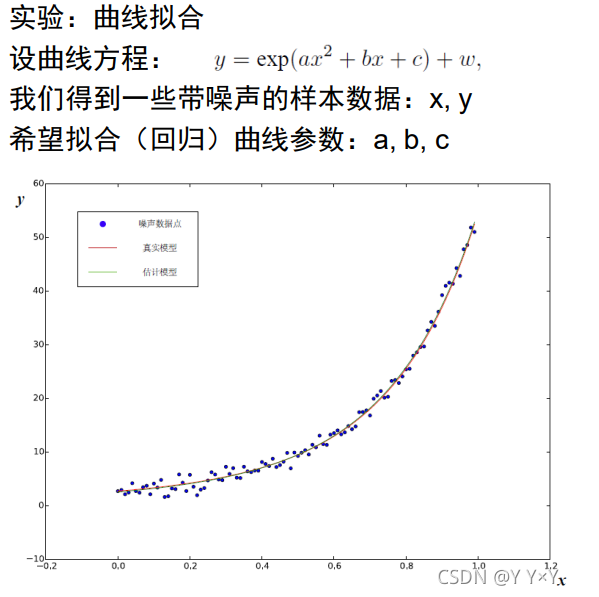 实验：曲线拟合
设曲线方程： y = exp(ax² + bx + c) + w,
我们得到一些带噪声的样本数据：x, y
希望拟合（回归）曲线参数：a, b, c
y
60
噪声数据点
真实模型
估计模型
50
40
30
20
10
0
−10
−0.2 0.0 0.2 0.4 0.6 0.8 1.0 1.2
x
CSDN @Y Y×Y